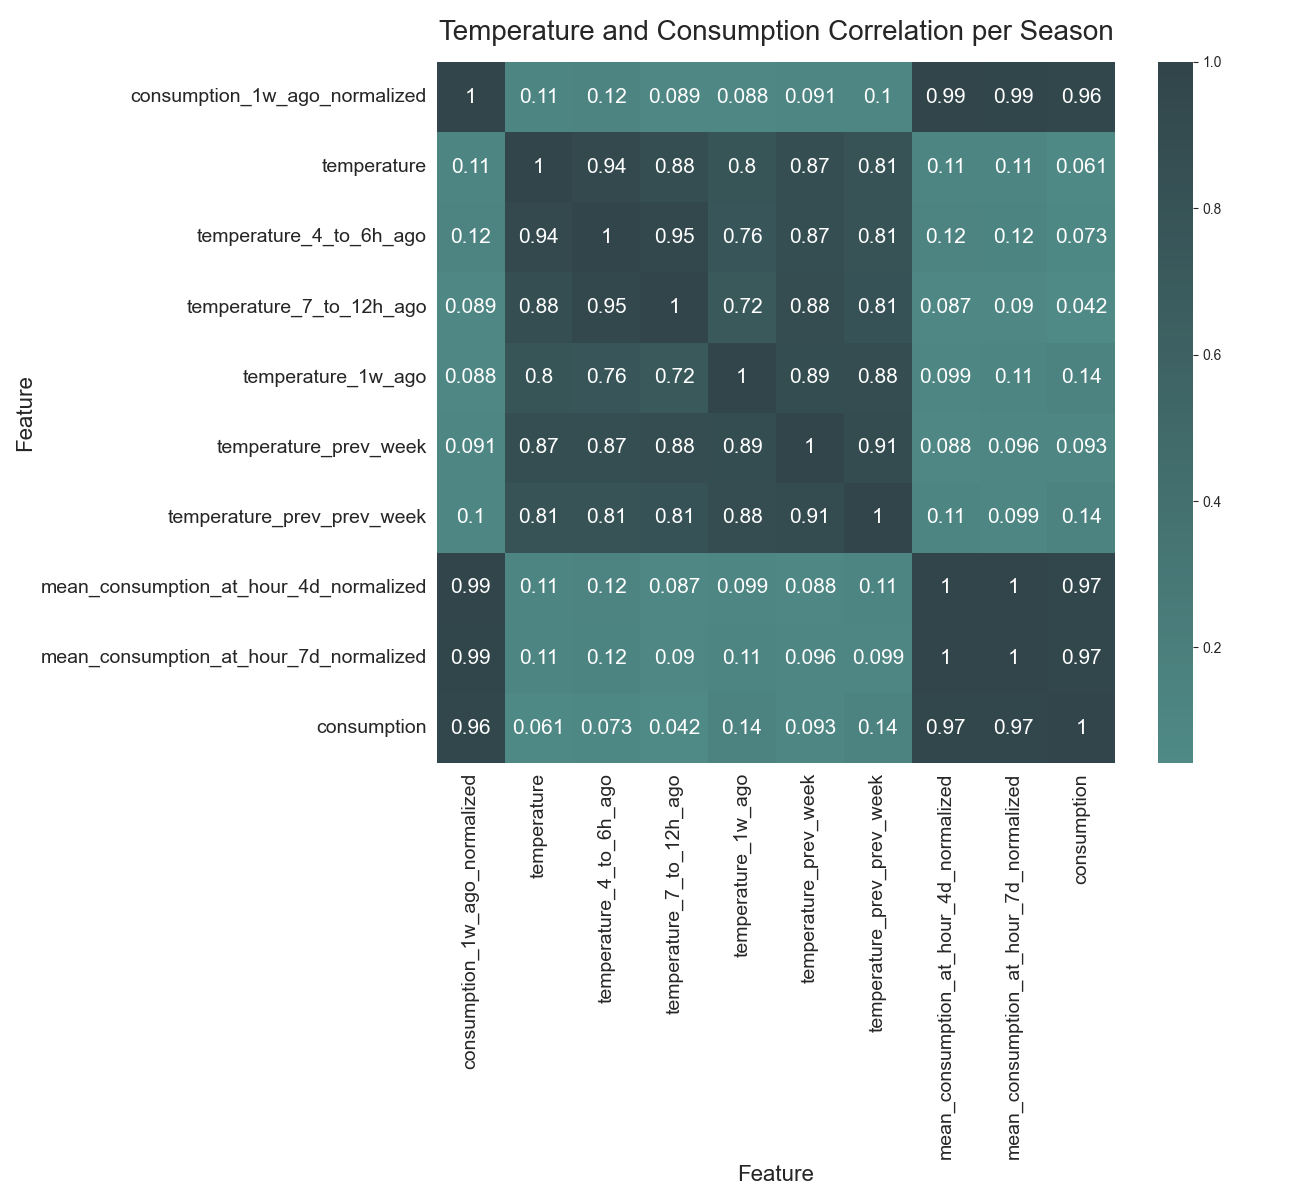 Temperature and Consumption Correlation per Season
consumption_1w_ago_normalized 1 0.11 0.12 0.089 0.088 0.091 0.1 0.99 0.99 0.96
temperature 0.11 1 0.94 0.88 0.8 0.87 0.81 0.11 0.11 0.061
temperature_4_to_6h_ago 0.12 0.94 1 0.95 0.76 0.87 0.81 0.12 0.12 0.073
temperature_7_to_12h_ago 0.089 0.88 0.95 1 0.72 0.88 0.81 0.087 0.09 0.042
temperature_1w_ago 0.088 0.8 0.76 0.72 1 0.89 0.88 0.099 0.11 0.14
temperature_prev_week 0.091 0.87 0.87 0.88 0.89 1 0.91 0.088 0.096 0.093
temperature_prev_prev_week 0.1 0.81 0.81 0.81 0.88 0.91 1 0.11 0.099 0.14
mean_consumption_at_hour_4d_normalized 0.99 0.11 0.12 0.087 0.099 0.088 0.11 1 1 0.97
mean_consumption_at_hour_7d_normalized 0.99 0.11 0.12 0.09 0.11 0.096 0.099 1 1 0.97
consumption 0.96 0.061 0.073 0.042 0.14 0.093 0.14 0.97 0.97 1
Feature
consumption_1w_ago_normalized
temperature
temperature_4_to_6h_ago
temperature_7_to_12h_ago
temperature_1w_ago
temperature_prev_week
temperature_prev_prev_week
mean_consumption_at_hour_4d_normalized
mean_consumption_at_hour_7d_normalized
consumption
Feature
1.0
0.8
0.6
0.4
0.2